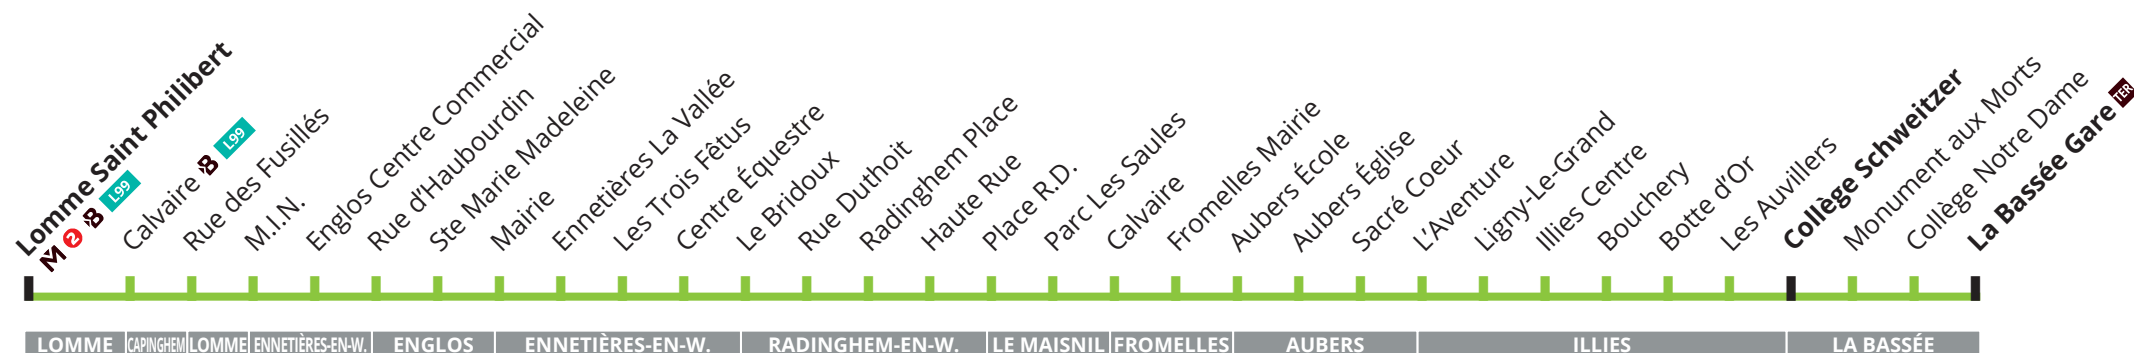 Lomme Saint Philibert
M 2 B L99
Calvaire B L99
Rue des Fusillés
M.I.N.
Englos Centre Commercial
Rue d'Haubourdin
Ste Marie Madeleine
Mairie
Ennetières La Vallée
Les Trois Fêtus
Centre Équestre
Le Bridoux
Rue Duthoit
Radinghem Place
Haute Rue
Place R.D.
Parc Les Saules
Calvaire
Fromelles Mairie
Aubers École
Aubers Église
Sacré Coeur
L'Aventure
Ligny-Le-Grand
Illies Centre
Bouchery
Botte d'Or
Les Auvillers
Collège Schweitzer
Monument aux Morts
Collège Notre Dame
La Bassée Gare TER
LOMME CAPINGHEM LOMME ENNETIÈRES-EN-W. ENGLOS ENNETIÈRES-EN-W. RADINGHEM-EN-W. LE MAISNIL FROMELLES AUBERS ILLIES LA BASSÉE